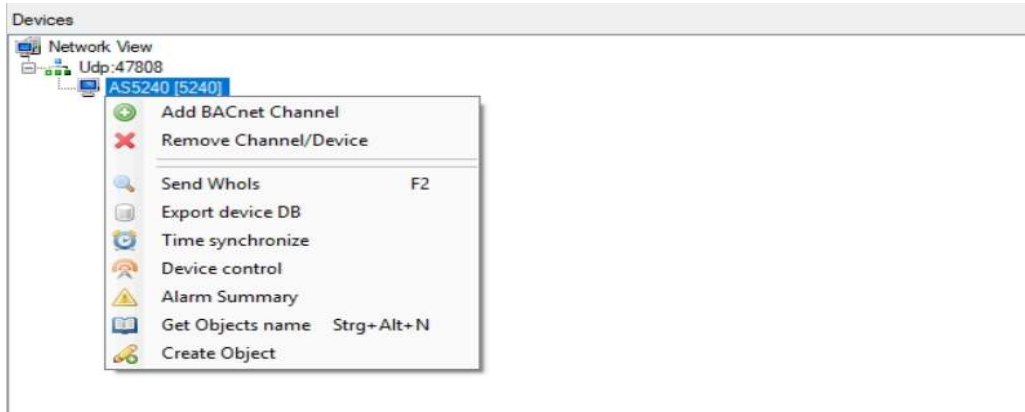 Devices
Network View
Udp:47808
AS5240 [5240]
Add BACnet Channel
Remove Channel/Device
Send WhoIs F2
Export device DB
Time synchronize
Device control
Alarm Summary
Get Objects name Strg+Alt+N
Create Object